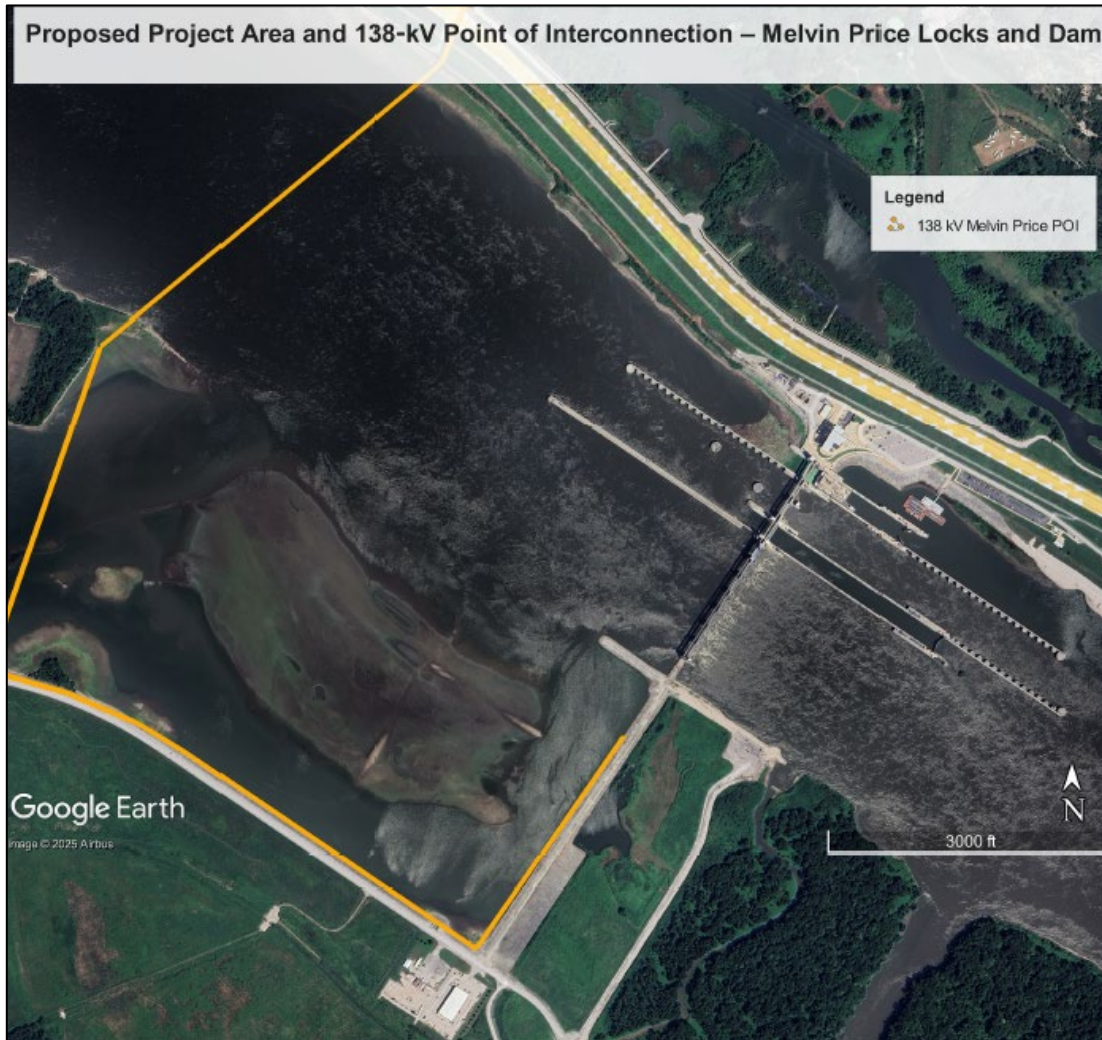 Proposed Project Area and 138-kV Point of Interconnection – Melvin Price Locks and Dam
Legend
138 kV Melvin Price POI
Google Earth
Image © 2025 Airbus
N
3000 ft